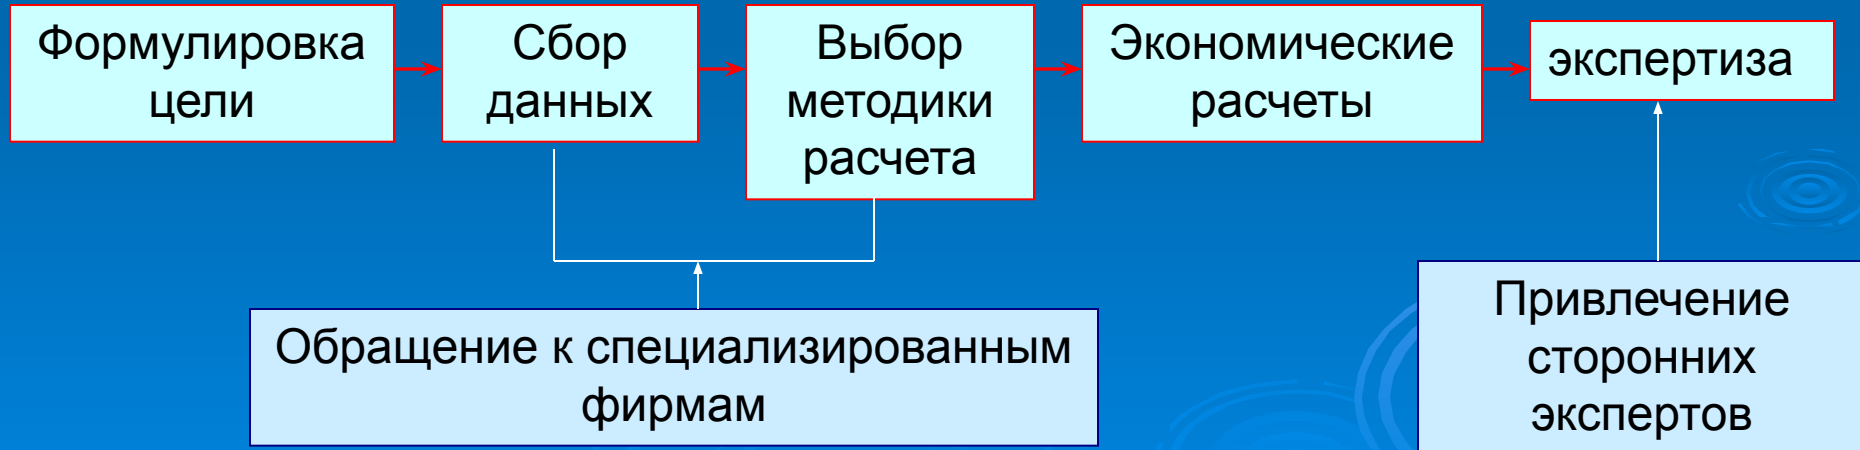 Формулировка
цели
Сбор
данных
Выбор
методики
расчета
Экономические
расчеты
экспертиза
Обращение к специализированным
фирмам
Привлечение
сторонних
экспертов